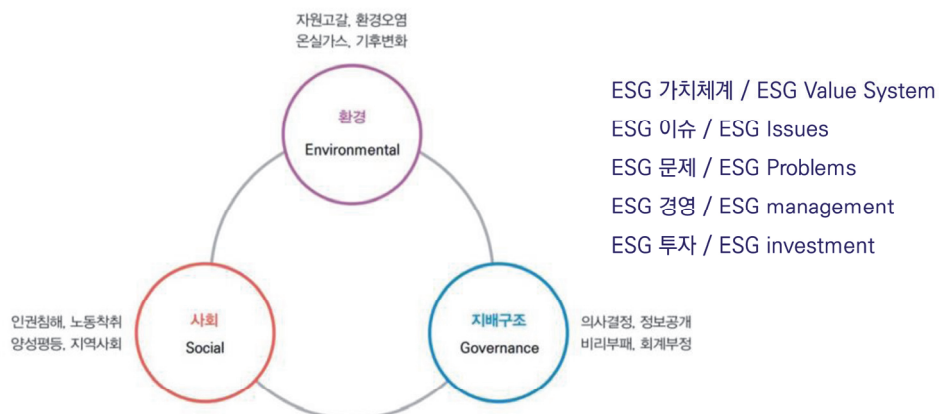 자원고갈, 환경오염
온실가스, 기후변화
환경
Environmental
ESG 가치체계 / ESG Value System
ESG 이슈 / ESG Issues
ESG 문제 / ESG Problems
ESG 경영 / ESG management
ESG 투자 / ESG investment
인권침해, 노동착취
양성평등, 지역사회
사회
Social
지배구조
Governance
의사결정, 정보공개
비리부패, 회계부정